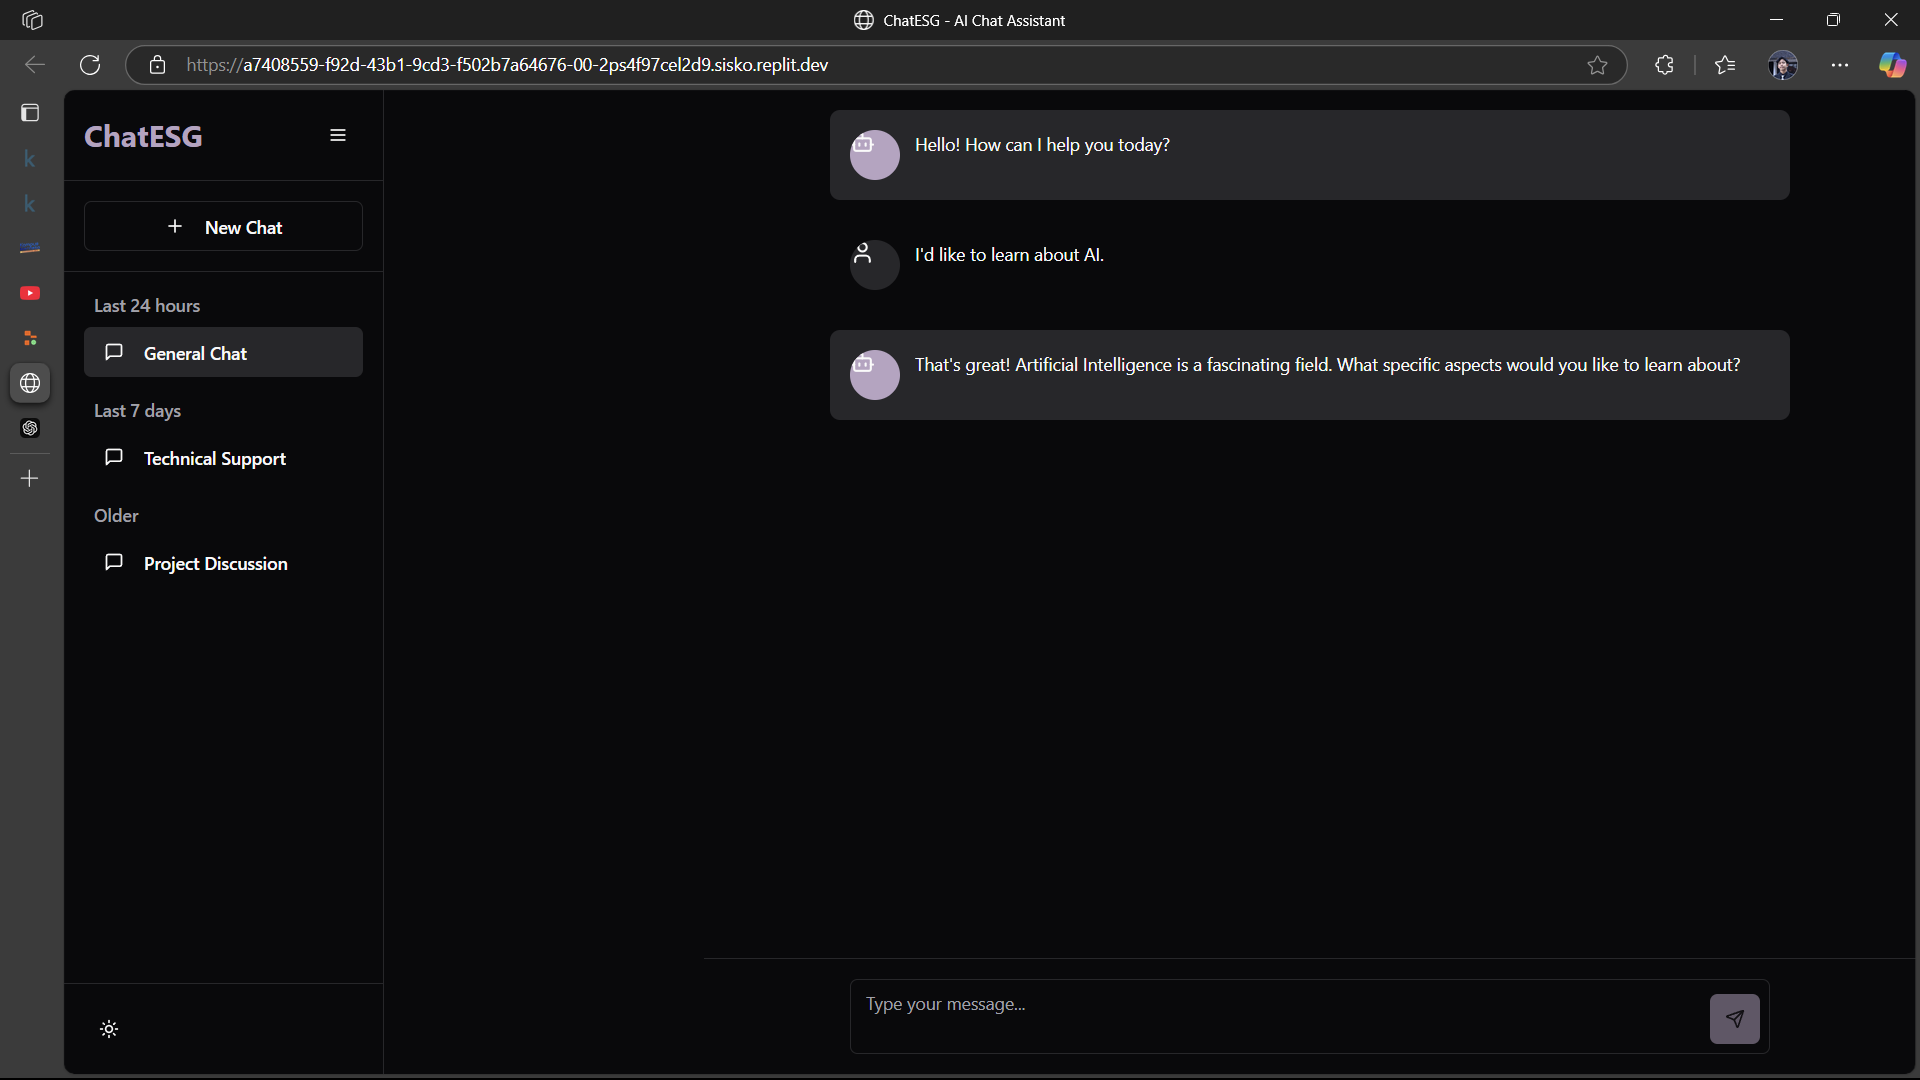 ChatESG - AI Chat Assistant
https://a7408559-f92d-43b1-9cd3-f502b7a64676-00-2ps4f97cel2d9.sisko.replit.dev
k
k
ChatESG
New Chat
Last 24 hours
General Chat
Last 7 days
Technical Support
Older
Project Discussion
Hello! How can I help you today?
I'd like to learn about AI.
That's great! Artificial Intelligence is a fascinating field. What specific aspects would you like to learn about?
Type your message...